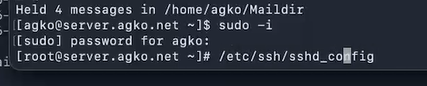 Held 4 messages in /home/agko/Maildir
[agko@server.agko.net ~]$ sudo -i
[sudo] password for agko:
[root@server.agko.net ~]# /etc/ssh/sshd_config